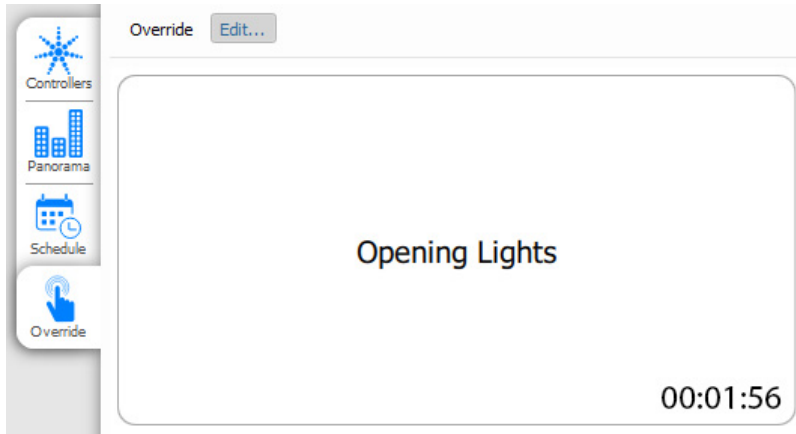 Override Edit...
Controllers
Panorama
Schedule
Override
Opening Lights
00:01:56